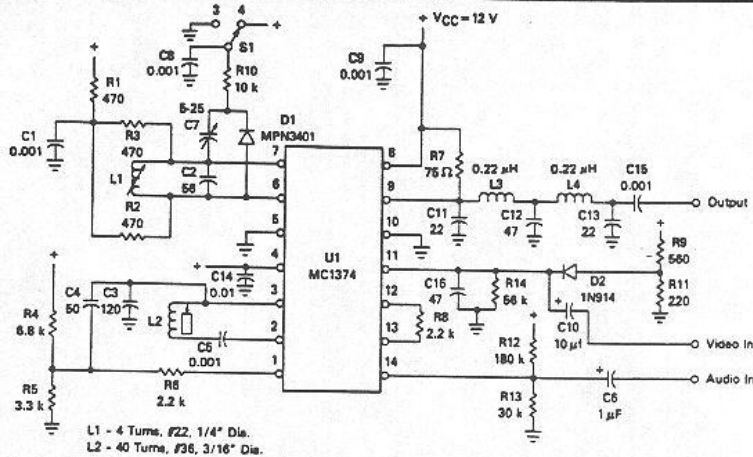 3 4
+
S1
VCC = 12 V
C8
0.001
C9
0.001
+
R1
470
R10
10 k
5-25
C7
D1
MPN3401
C1
0.001
R3
470
L1
C2
56
R2
470
7
6
5
4
3
2
1
U1
MC1374
8
9
10
11
12
13
14
R7
75 Ω
0.22 μH
L3
0.22 μH
L4
C15
0.001
Output
C11
22
C12
47
C13
22
R9
560
R11
220
D2
1N914
+
C14
0.01
C16
47
R14
56 k
+
C10
10 μf
Video In
R8
2.2 k
R12
180 k
Audio In
+
C6
1 μF
R13
30 k
+
R4
6.8 k
C4
50
C3
120
L2
C5
0.001
R5
3.3 k
R6
2.2 k
L1 - 4 Turns, #22, 1/4" Dia.
L2 - 40 Turns, #36, 3/16" Dia.